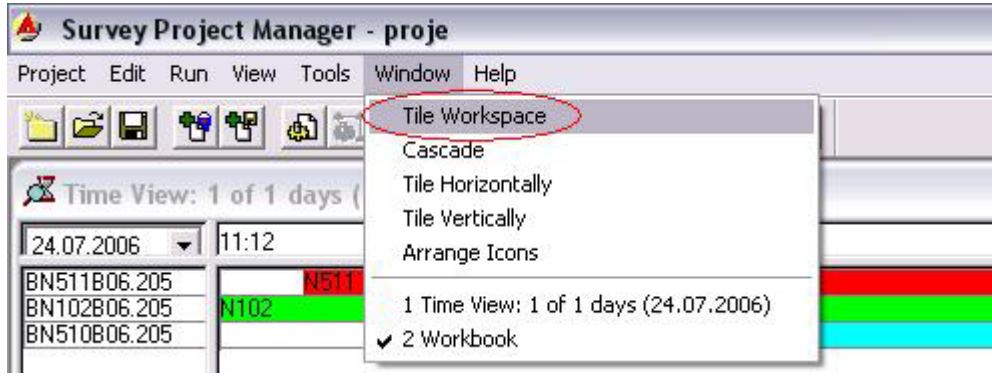 Survey Project Manager - proje
Project Edit Run View Tools Window Help
Tile Workspace
Cascade
Tile Horizontally
Tile Vertically
Arrange Icons
1 Time View: 1 of 1 days (24.07.2006)
2 Workbook
Time View: 1 of 1 days (
24.07.2006 11:12
BN511B06.205 N511
BN102B06.205 N102
BN510B06.205